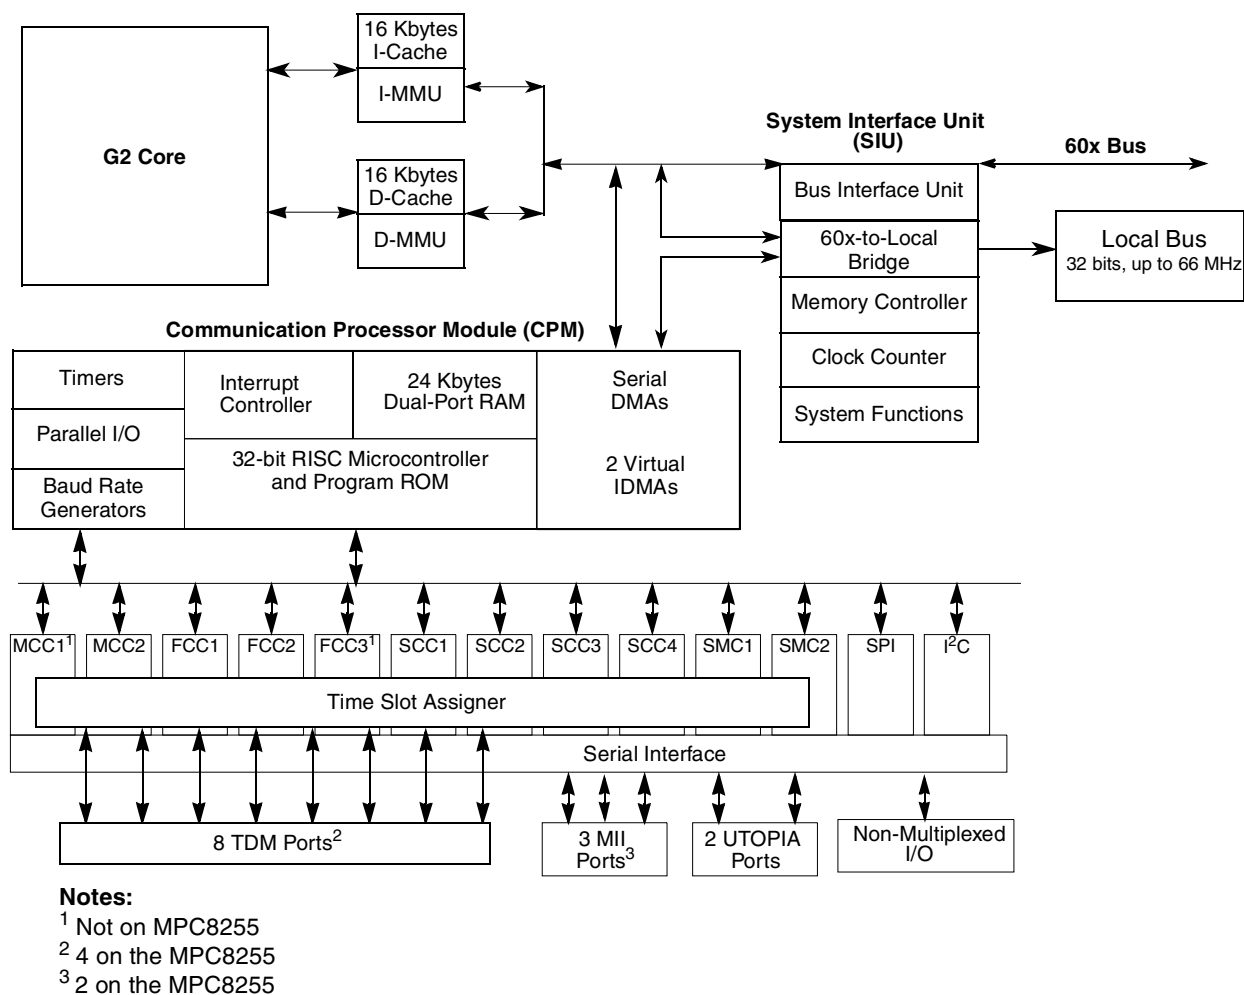 G2 Core
16 Kbytes
I-Cache
I-MMU
16 Kbytes
D-Cache
D-MMU
System Interface Unit
(SIU)
60x Bus
Bus Interface Unit
60x-to-Local
Bridge
Memory Controller
Clock Counter
System Functions
Local Bus
32 bits, up to 66 MHz
Communication Processor Module (CPM)
Timers
Parallel I/O
Baud Rate
Generators
Interrupt
Controller
24 Kbytes
Dual-Port RAM
32-bit RISC Microcontroller
and Program ROM
Serial
DMAs
2 Virtual
IDMAs
MCC1¹ MCC2 FCC1 FCC2 FCC3¹ SCC1 SCC2 SCC3 SCC4 SMC1 SMC2 SPI I²C
Time Slot Assigner
Serial Interface
8 TDM Ports²
3 MII
Ports³
2 UTOPIA
Ports
Non-Multiplexed
I/O
Notes:
¹ Not on MPC8255
² 4 on the MPC8255
³ 2 on the MPC8255